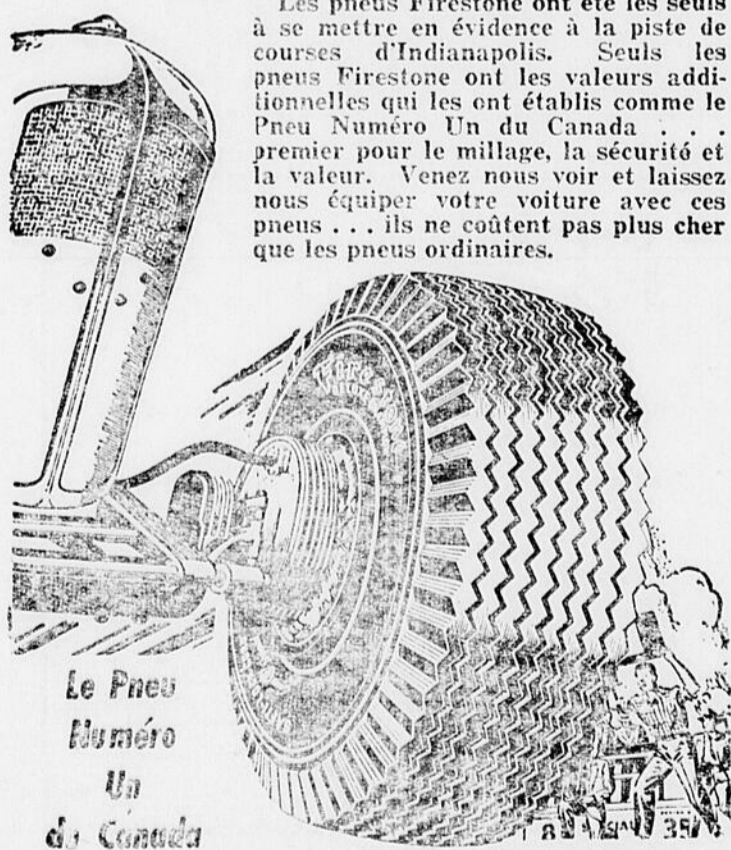 Les pneus Firestone ont été les seuls
à se mettre en évidence à la piste de
courses d'Indianapolis. Seuls les
pneus Firestone ont les valeurs addi-
tionnelles qui les ont établis comme le
Pneu Numéro Un du Canada . . .
premier pour le millage, la sécurité et
la valeur. Venez nous voir et laissez
nous équiper votre voiture avec ces
pneus . . . ils ne coûtent pas plus cher
que les pneus ordinaires.
Le Pneu
Numéro
Un
du Canada
8
35